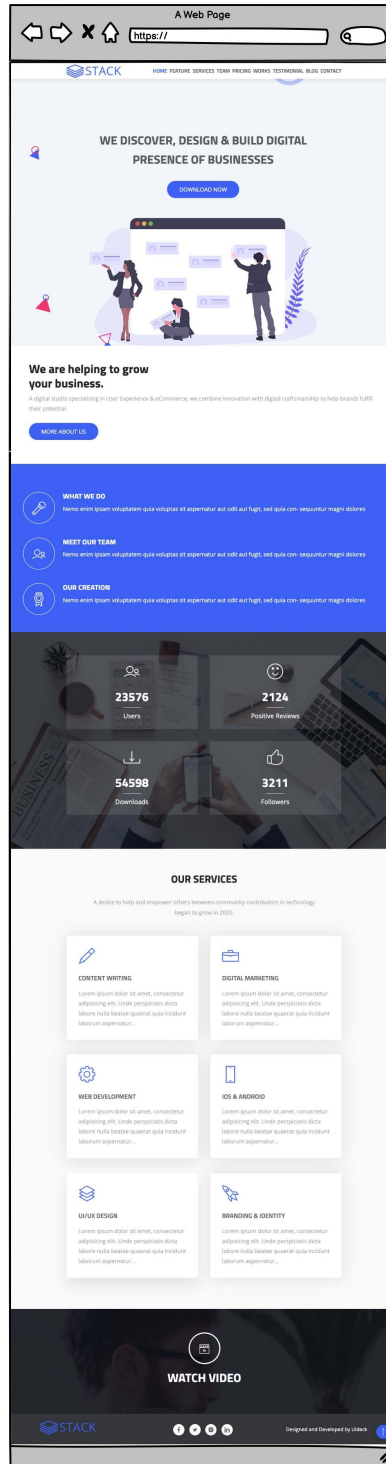 A Web Page
https://
STACK
HOME FEATURE SERVICES TEAM PRICING WORKS TESTIMONIAL BLOG CONTACT
WE DISCOVER, DESIGN & BUILD DIGITAL
PRESENCE OF BUSINESSES
DOWNLOAD NOW
We are helping to grow
your business.
A digital studio specialising in User Experience & eCommerce, we combine innovation with digital craftsmanship to help brands fulfill
their potential.
MORE ABOUT US
WHAT WE DO
Nemo enim ipsam voluptatem quia voluptas sit aspernatur aut odit aut fugit, sed quia con- sequuntur magni dolores
MEET OUR TEAM
Nemo enim ipsam voluptatem quia voluptas sit aspernatur aut odit aut fugit, sed quia con- sequuntur magni dolores
OUR CREATION
Nemo enim ipsam voluptatem quia voluptas sit aspernatur aut odit aut fugit, sed quia con- sequuntur magni dolores
23576
Users
2124
Positive Reviews
BUSINESS
54598
Downloads
3211
Followers
OUR SERVICES
A desire to help and empower others between community contributors in technology
began to grow in 2020.
CONTENT WRITING
Lorem ipsum dolor sit amet, consectetur
adipisicing elit. Unde perspiciatis dicta
labore nulla beatae quaerat quia incidunt
laborum aspernatur...
DIGITAL MARKETING
Lorem ipsum dolor sit amet, consectetur
adipisicing elit. Unde perspiciatis dicta
labore nulla beatae quaerat quia incidunt
laborum aspernatur...
WEB DEVELOPMENT
Lorem ipsum dolor sit amet, consectetur
adipisicing elit. Unde perspiciatis dicta
labore nulla beatae quaerat quia incidunt
laborum aspernatur...
iOS & ANDROID
Lorem ipsum dolor sit amet, consectetur
adipisicing elit. Unde perspiciatis dicta
labore nulla beatae quaerat quia incidunt
laborum aspernatur...
UI/UX DESIGN
Lorem ipsum dolor sit amet, consectetur
adipisicing elit. Unde perspiciatis dicta
labore nulla beatae quaerat quia incidunt
laborum aspernatur...
BRANDING & IDENTITY
Lorem ipsum dolor sit amet, consectetur
adipisicing elit. Unde perspiciatis dicta
labore nulla beatae quaerat quia incidunt
laborum aspernatur...
WATCH VIDEO
STACK
Designed and Developed by UIdeck